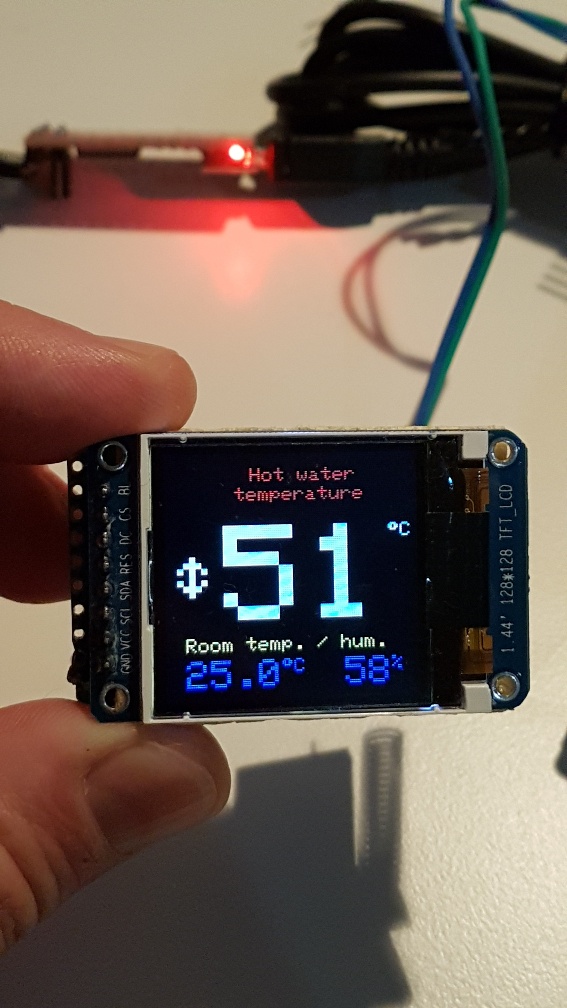 Hot water
temperature
51 °C
Room temp. / hum.
25.0°C 58%
GND VCC SCL SDA RES DC CS BL
1.44' 128*128 TFT_LCD